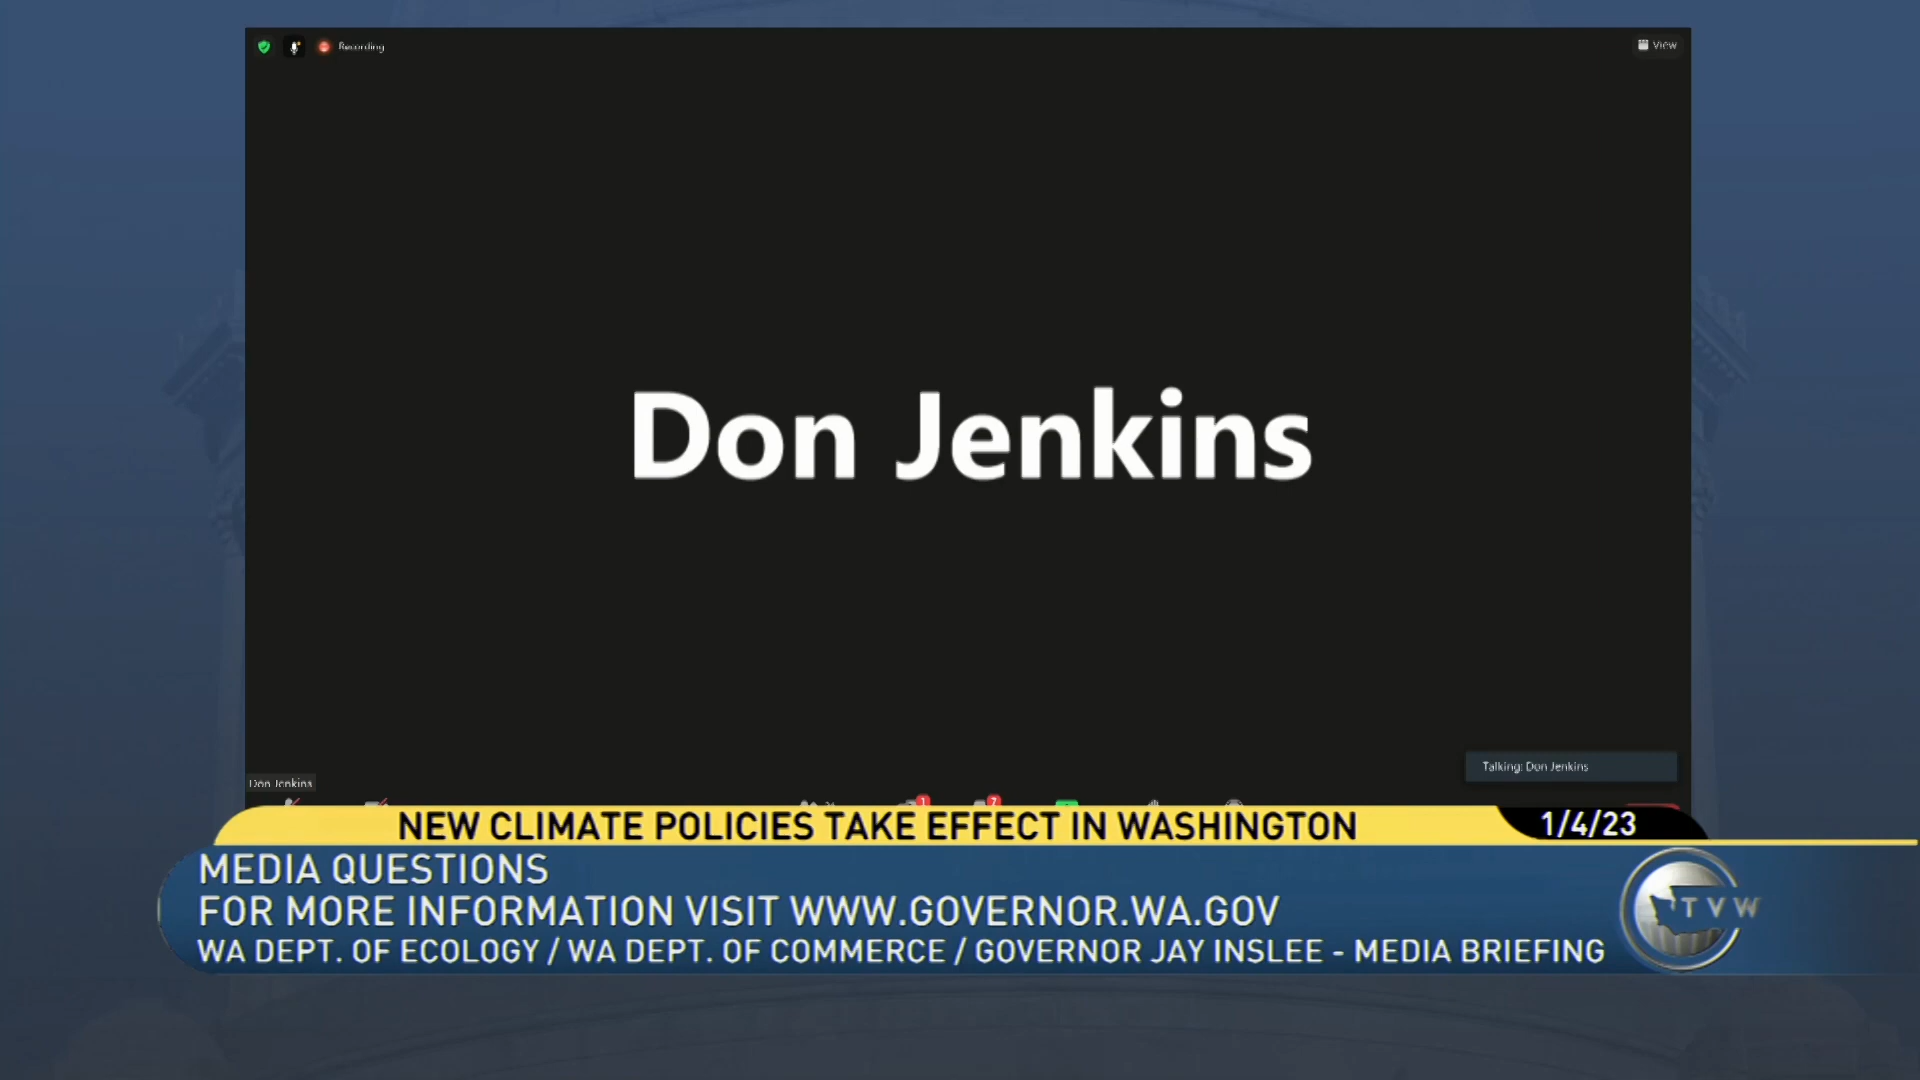 Recording
View
Don Jenkins
Talking: Don Jenkins
Don Jenkins
1
7
NEW CLIMATE POLICIES TAKE EFFECT IN WASHINGTON
1/4/23
MEDIA QUESTIONS
FOR MORE INFORMATION VISIT WWW.GOVERNOR.WA.GOV
WA DEPT. OF ECOLOGY / WA DEPT. OF COMMERCE / GOVERNOR JAY INSLEE - MEDIA BRIEFING
TVW